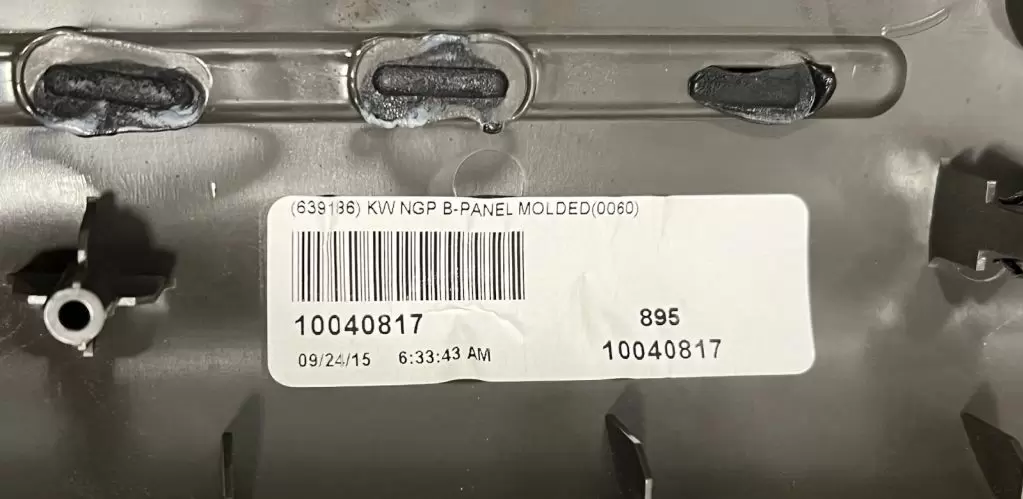 (639186) KW NGP B-PANEL MOLDED(0060)
10040817
895
09/24/15 6:33:43 AM
10040817